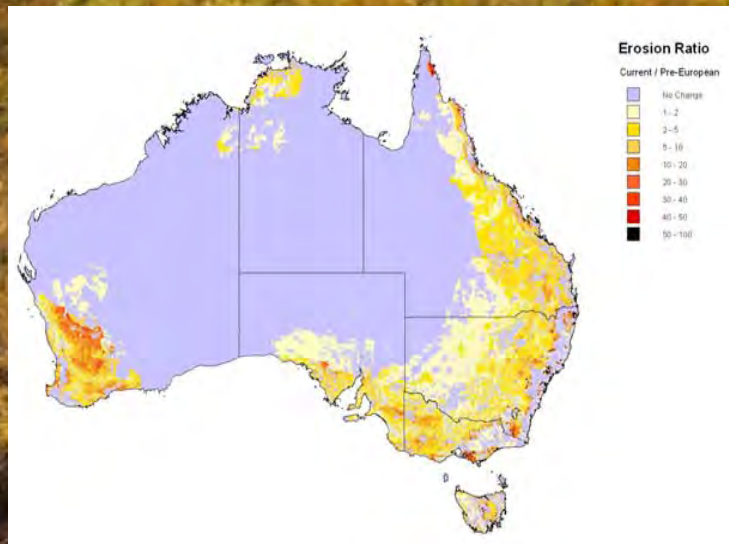 Erosion Ratio
Current / Pre-European
No Change
1 - 2
2 - 5
5 - 10
10 - 20
20 - 30
30 - 40
40 - 50
50 - 100